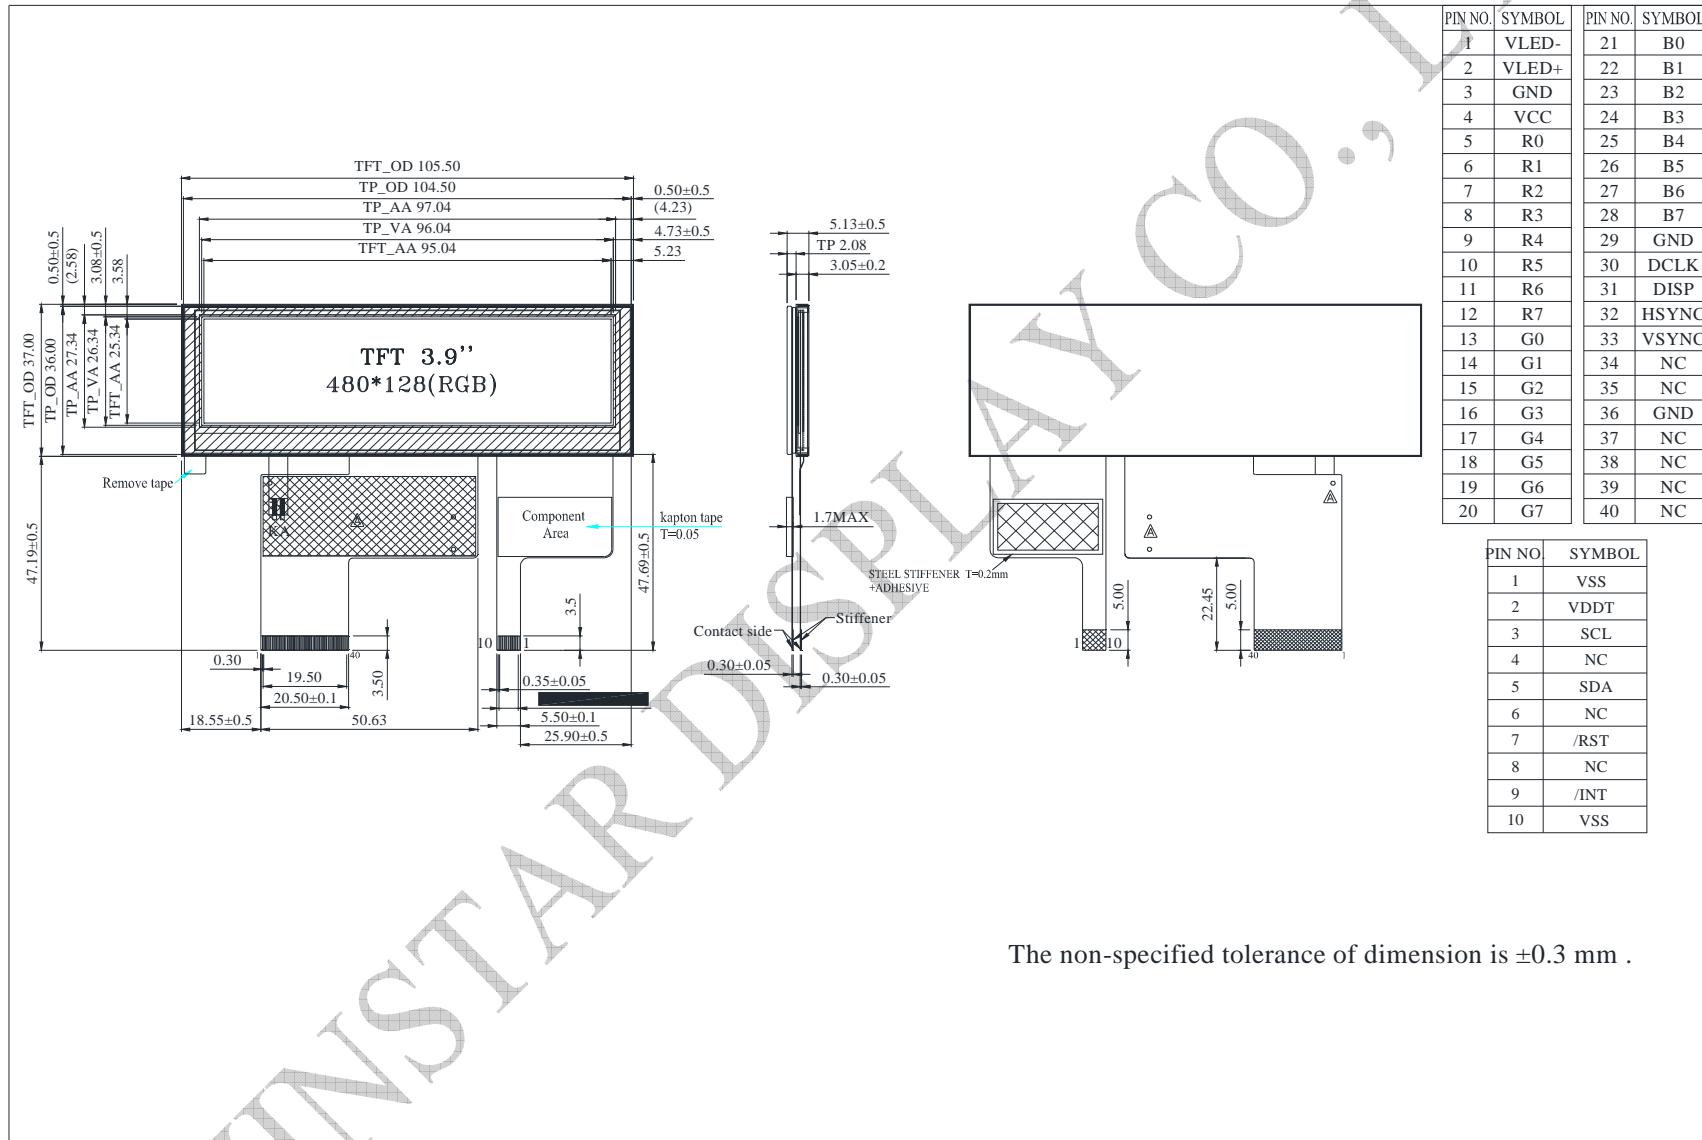 TFT_OD 105.50
TP_OD 104.50
0.50±0.5
TP_AA 97.04
(4.23)
TP_VA 96.04
4.73±0.5
TFT_AA 95.04
5.23
0.50±0.5
(2.58)
3.08±0.5
3.58
TFT_OD 37.00
TP_OD 36.00
TP_AA 27.34
TP_VA 26.34
TFT_AA 25.34
TFT 3.9''
480*128(RGB)
Remove tape
47.19±0.5
KA
A
Component
Area
kapton tape
T=0.05
47.69±0.5
3.5
10
1
1
40
0.30
19.50
3.50
20.50±0.1
18.55±0.5
50.63
0.35±0.05
5.50±0.1
25.90±0.5
5.13±0.5
TP 2.08
3.05±0.2
1.7MAX
Stiffener
Contact side
0.30±0.05
0.30±0.05
STEEL STIFFENER T=0.2mm
+ADHESIVE
A
A
5.00
22.45
5.00
1
10
40
1
PIN NO. SYMBOL PIN NO. SYMBOL
1 VLED- 21 B0
2 VLED+ 22 B1
3 GND 23 B2
4 VCC 24 B3
5 R0 25 B4
6 R1 26 B5
7 R2 27 B6
8 R3 28 B7
9 R4 29 GND
10 R5 30 DCLK
11 R6 31 DISP
12 R7 32 HSYNC
13 G0 33 VSYNC
14 G1 34 NC
15 G2 35 NC
16 G3 36 GND
17 G4 37 NC
18 G5 38 NC
19 G6 39 NC
20 G7 40 NC
PIN NO. SYMBOL
1 VSS
2 VDDT
3 SCL
4 NC
5 SDA
6 NC
7 /RST
8 NC
9 /INT
10 VSS
The non-specified tolerance of dimension is ±0.3 mm .
INSTAR DISPLAY CO., L